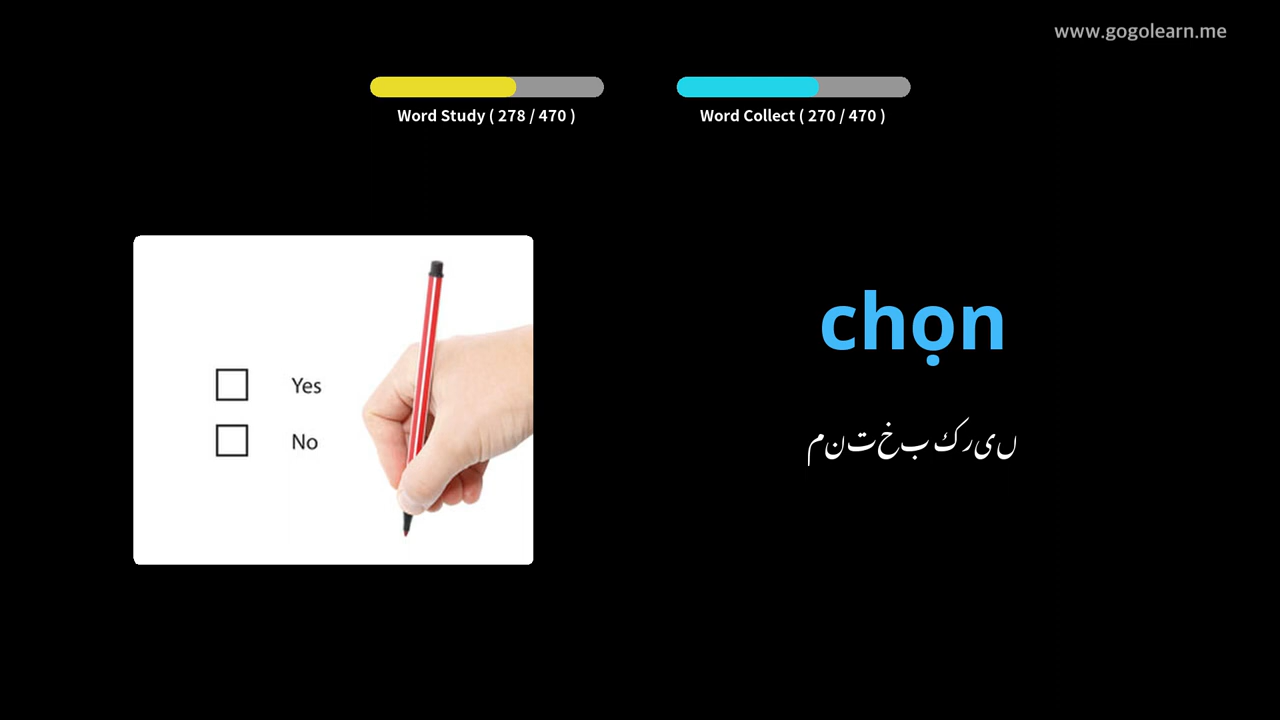 www.gogolearn.me
Word Study ( 278 / 470 )
Word Collect ( 270 / 470 )
Yes
No
chọn
منتخب کریں